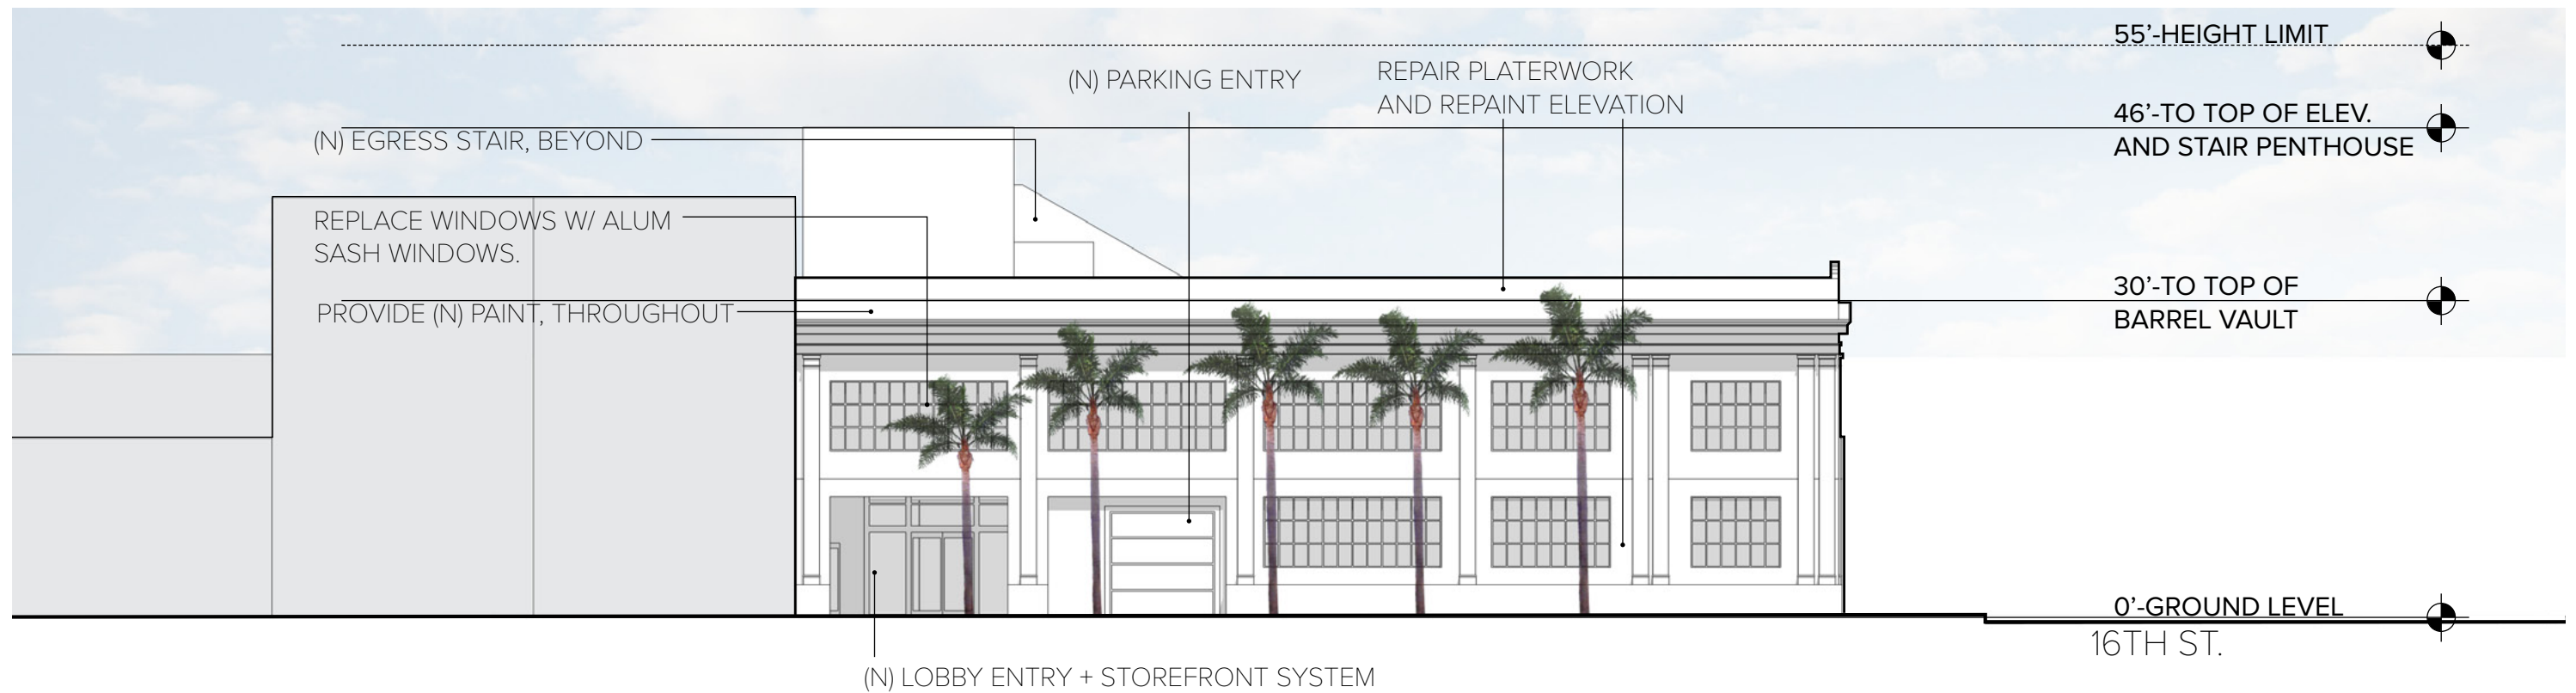 55'-HEIGHT LIMIT
(N) PARKING ENTRY
REPAIR PLATERWORK
AND REPAINT ELEVATION
46'-TO TOP OF ELEV.
AND STAIR PENTHOUSE
(N) EGRESS STAIR, BEYOND
REPLACE WINDOWS W/ ALUM
SASH WINDOWS.
30'-TO TOP OF
BARREL VAULT
PROVIDE (N) PAINT, THROUGHOUT
0'-GROUND LEVEL
16TH ST.
(N) LOBBY ENTRY + STOREFRONT SYSTEM